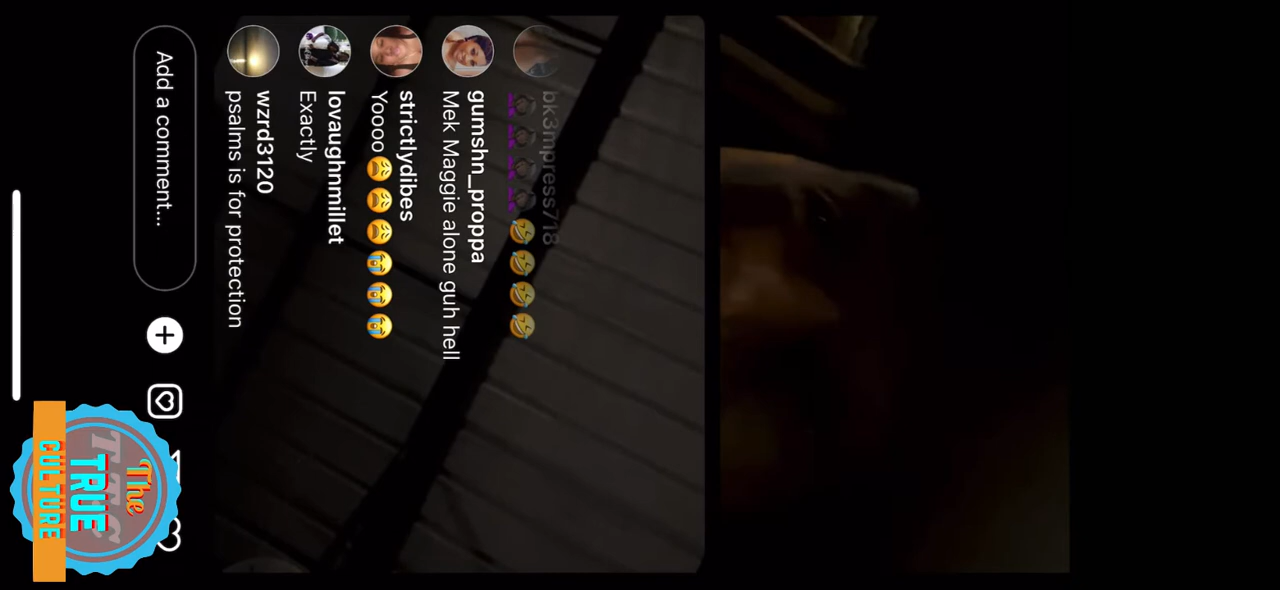 bk3mpress718
🤣🤣🤣🤣
gumshn_proppa
Mek Maggie alone guh hell
strictlydibes
Yoooo😩😩😩😭😭😭
lovaughnmillet
Exactly
wzrd3120
psalms is for protection
Add a comment...
TTC
The
TRUE
CULTURE